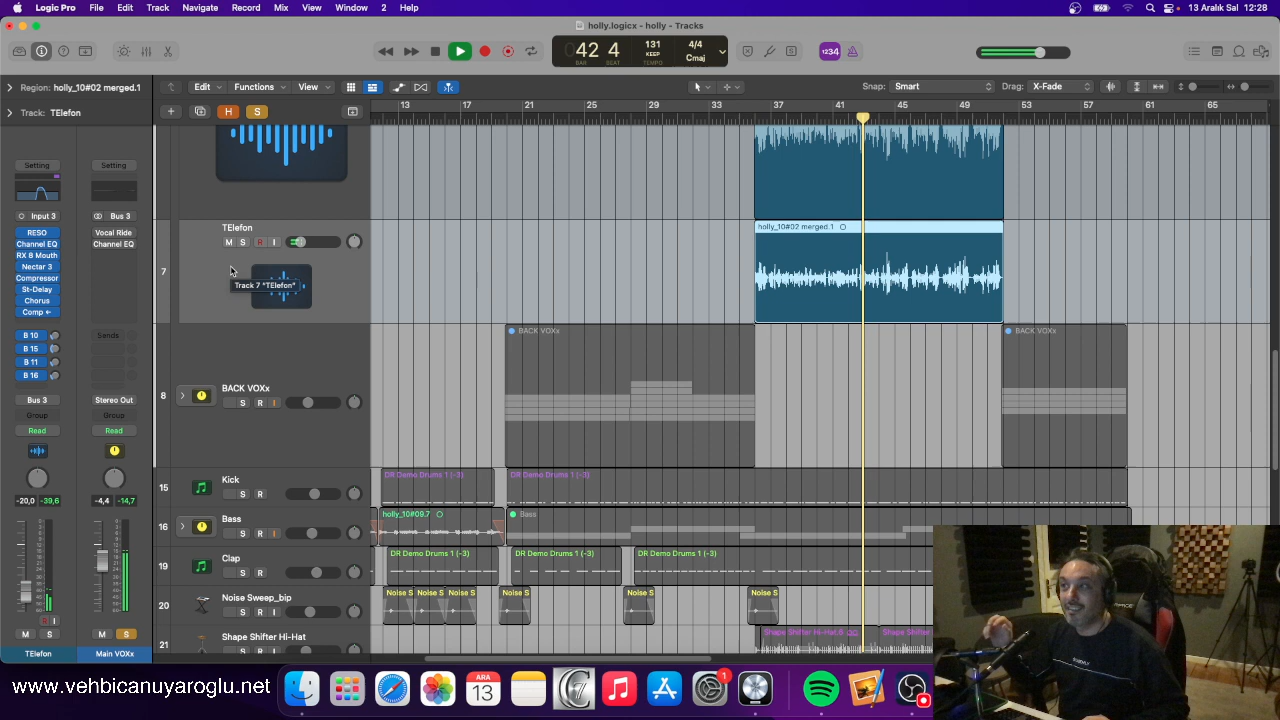 Logic Pro File Edit Track Navigate Record Mix View Window 2 Help 13 Aralık Sal 12:28
holly.logicx - holly - Tracks
42 4 131 4/4
KEEP Cmaj
BAR BEAT TEMPO
1234
Region: holly_10#02 merged.1
Edit Functions View Snap: Smart Drag: X-Fade
Track: TElefon
H S
13 17 21 25 29 33 37 41 45 49 53 57 61 65
Setting Setting
Input 3 Bus 3
RESO Vocal Ride
Channel EQ Channel EQ
RX 8 Mouth
Nectar 3
Compressor
St-Delay
Chorus
Comp
B 10 Sends
B 15
B 11
B 16
Bus 3 Stereo Out
Group Group
Read Read
-20,0 -39,6 -4,4 -14,7
R I
M S M S
TElefon Main VOXx
7
TElefon
M S R I
Track 7 "TElefon"
holly_10#02 merged.1
8
BACK VOXx
S R I
BACK VOXx BACK VOXx
15
Kick
M S R
DR Demo Drums 1 (-3) DR Demo Drums 1 (-3)
16
Bass
M S R I
holly_10#09.7 Bass
19
Clap
M S R
DR Demo Drums 1 (-3) DR Demo Drums 1 (-3) DR Demo Drums 1 (-3)
20
Noise Sweep_bip
M S R
Noise S Noise S Noise S Noise S Noise S Noise S
21
Shape Shifter Hi-Hat
Shape Shifter Hi-Hat.6 Shape Shifter
ARA
13
1
www.vehbicanuyaroglu.net